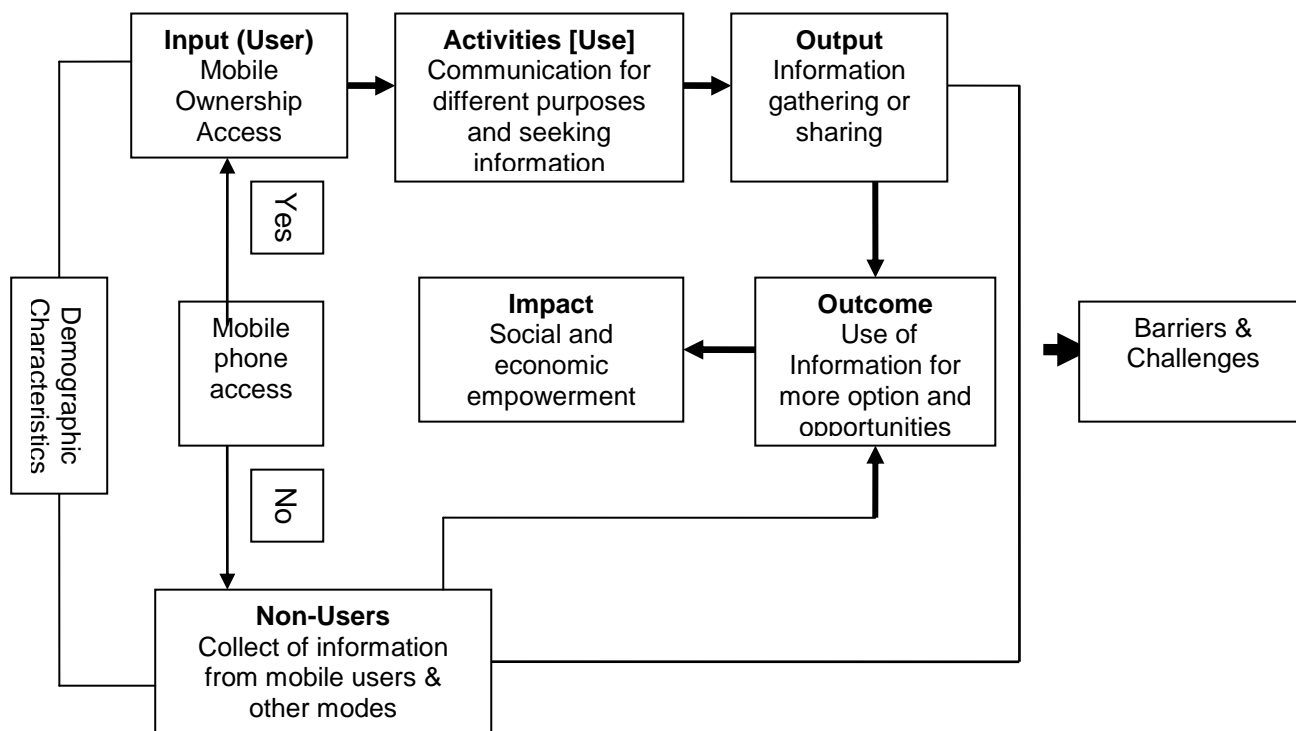 Input (User)
Mobile
Ownership
Access
Activities [Use]
Communication for
different purposes
and seeking
information
Output
Information
gathering or
sharing
Yes
Demographic
Characteristics
Mobile
phone
access
Impact
Social and
economic
empowerment
Outcome
Use of
Information for
more option and
opportunities
Barriers &
Challenges
No
Non-Users
Collect of information
from mobile users &
other modes